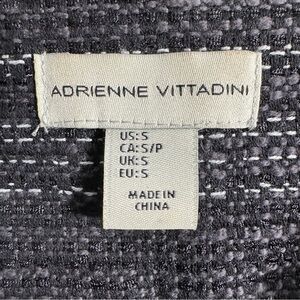 ADRIENNE VITTADINI
US:S
CA:S/P
UK:S
EU:S
MADE IN
CHINA